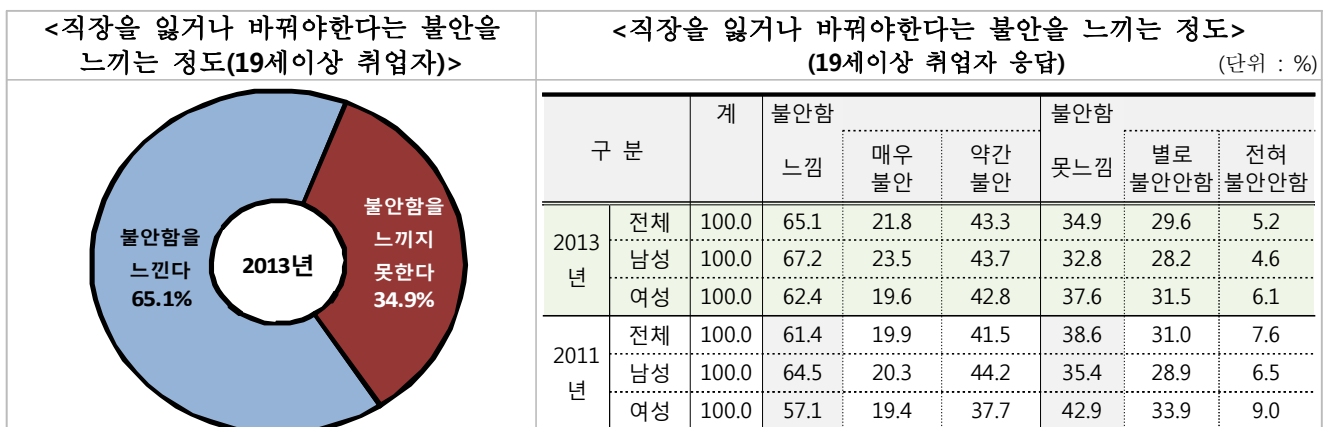 <직장을 잃거나 바꿔야한다는 불안을
느끼는 정도(19세이상 취업자)>
불안함을
느낀다
65.1%
2013년
불안함을
느끼지
못한다
34.9%
<직장을 잃거나 바꿔야한다는 불안을 느끼는 정도>
(19세이상 취업자 응답) (단위 : %)
구 분 계 불안함 느낌 매우 불안 약간 불안 불안함 못느낌 별로 불안안함 전혀 불안안함
2013년 전체 100.0 65.1 21.8 43.3 34.9 29.6 5.2
남성 100.0 67.2 23.5 43.7 32.8 28.2 4.6
여성 100.0 62.4 19.6 42.8 37.6 31.5 6.1
2011년 전체 100.0 61.4 19.9 41.5 38.6 31.0 7.6
남성 100.0 64.5 20.3 44.2 35.4 28.9 6.5
여성 100.0 57.1 19.4 37.7 42.9 33.9 9.0